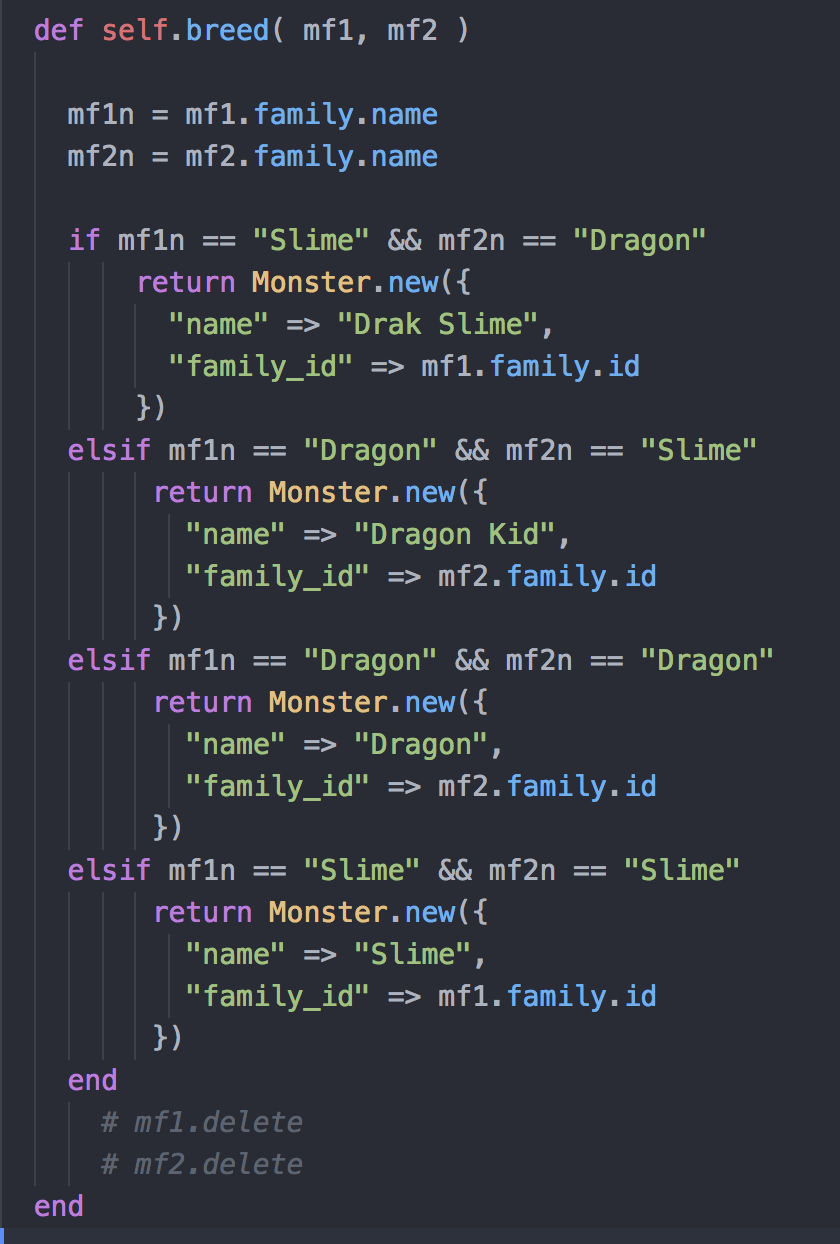 def self.breed( mf1, mf2 )
mf1n = mf1.family.name
mf2n = mf2.family.name
if mf1n == "Slime" && mf2n == "Dragon"
return Monster.new({
"name" => "Drak Slime",
"family_id" => mf1.family.id
})
elsif mf1n == "Dragon" && mf2n == "Slime"
return Monster.new({
"name" => "Dragon Kid",
"family_id" => mf2.family.id
})
elsif mf1n == "Dragon" && mf2n == "Dragon"
return Monster.new({
"name" => "Dragon",
"family_id" => mf2.family.id
})
elsif mf1n == "Slime" && mf2n == "Slime"
return Monster.new({
"name" => "Slime",
"family_id" => mf1.family.id
})
end
# mf1.delete
# mf2.delete
end